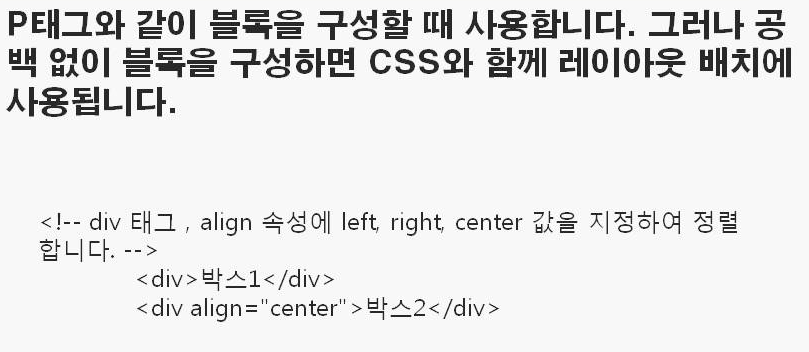 P태그와 같이 블록을 구성할 때 사용합니다. 그러나 공
백 없이 블록을 구성하면 CSS와 함께 레이아웃 배치에
사용됩니다.
<!-- div 태그 , align 속성에 left, right, center 값을 지정하여 정렬
합니다. -->
<div>박스1</div>
<div align="center">박스2</div>